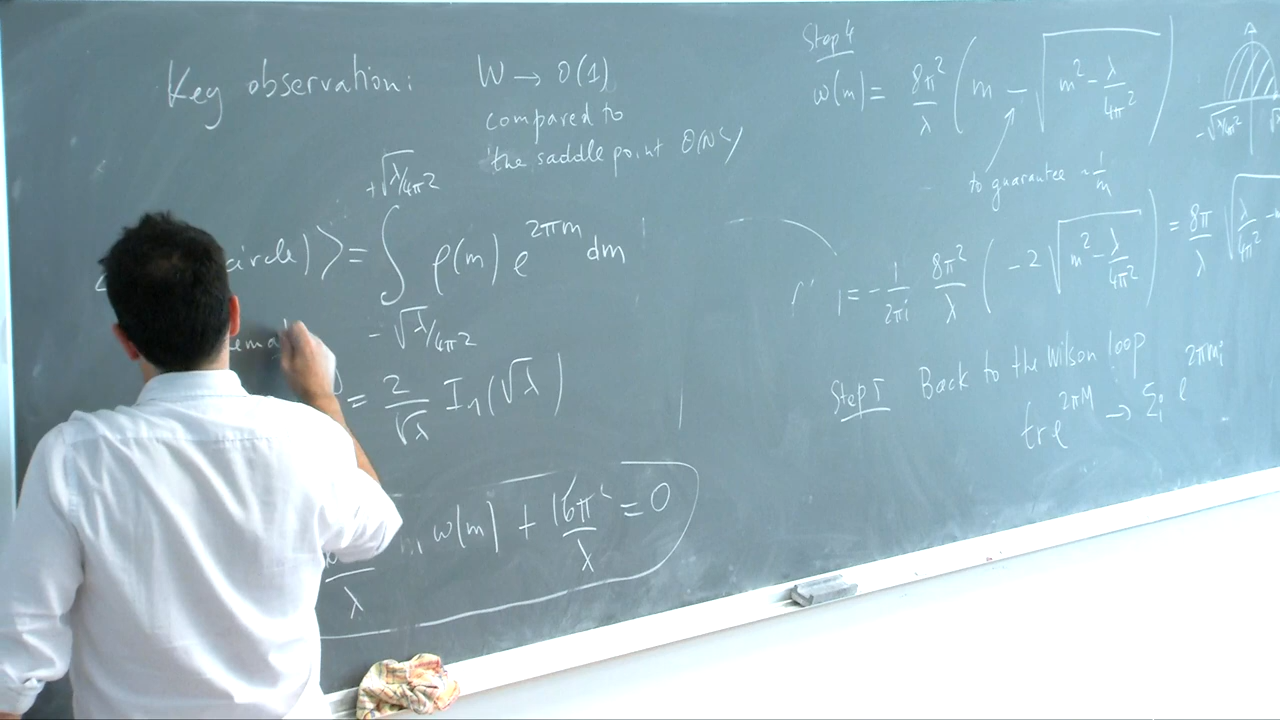 Key observation: W → O(1)
compared to
the saddle point O(N²)
+√λ/4π²
circle)⟩ = ∫ ρ(m) e^{2πm} dm
-√λ/4π²
= 2/√λ I₁(√λ)
w(m) + 16π²/λ = 0
λ
Step 4
w(m) = 8π²/λ (m - √(m² - λ/4π²))
to guarantee ~ 1/m
= -1/2πi 8π²/λ (-2√(m² - λ/4π²)) = 8π/λ √(λ/4π² -
Step 5 Back to the Wilson loop
tr e^{2πM} → Σᵢ e^{2πmᵢ}